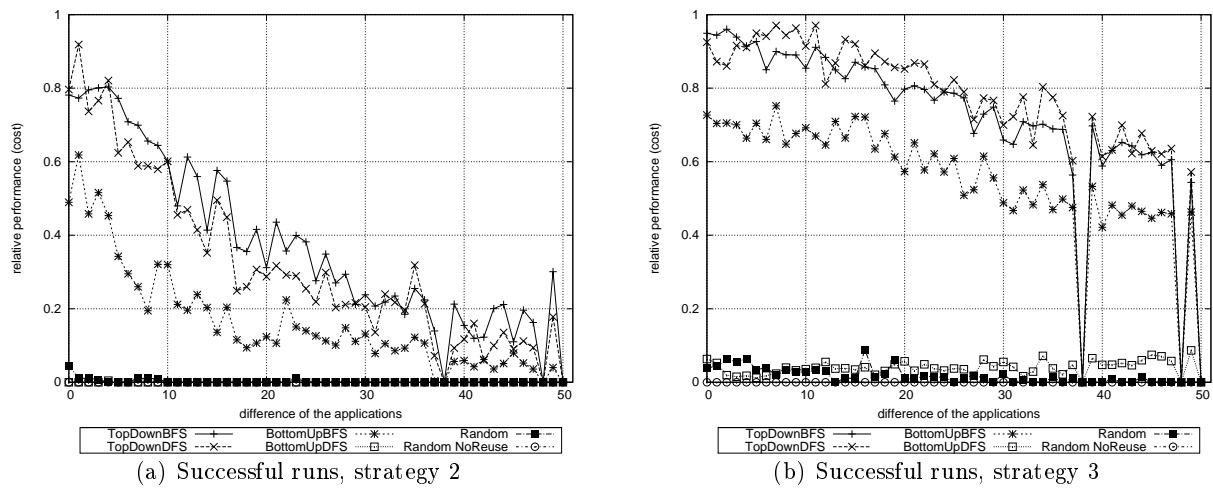 1
0.8
0.6
0.4
0.2
0
0 10 20 30 40 50
relative performance (cost)
difference of the applications
TopDownBFS BottomUpBFS Random
TopDownDFS BottomUpDFS Random NoReuse
(a) Successful runs, strategy 2
1
0.8
0.6
0.4
0.2
0
0 10 20 30 40 50
relative performance (cost)
difference of the applications
TopDownBFS BottomUpBFS Random
TopDownDFS BottomUpDFS Random NoReuse
(b) Successful runs, strategy 3